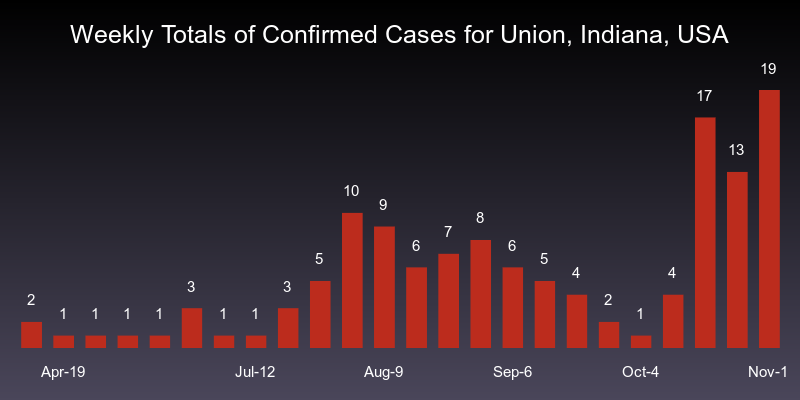 Weekly Totals of Confirmed Cases for Union, Indiana, USA
2 1 1 1 1 3 1 1 3 5 10 9 6 7 8 6 5 4 2 1 4 17 13 19
Apr-19 Jul-12 Aug-9 Sep-6 Oct-4 Nov-1